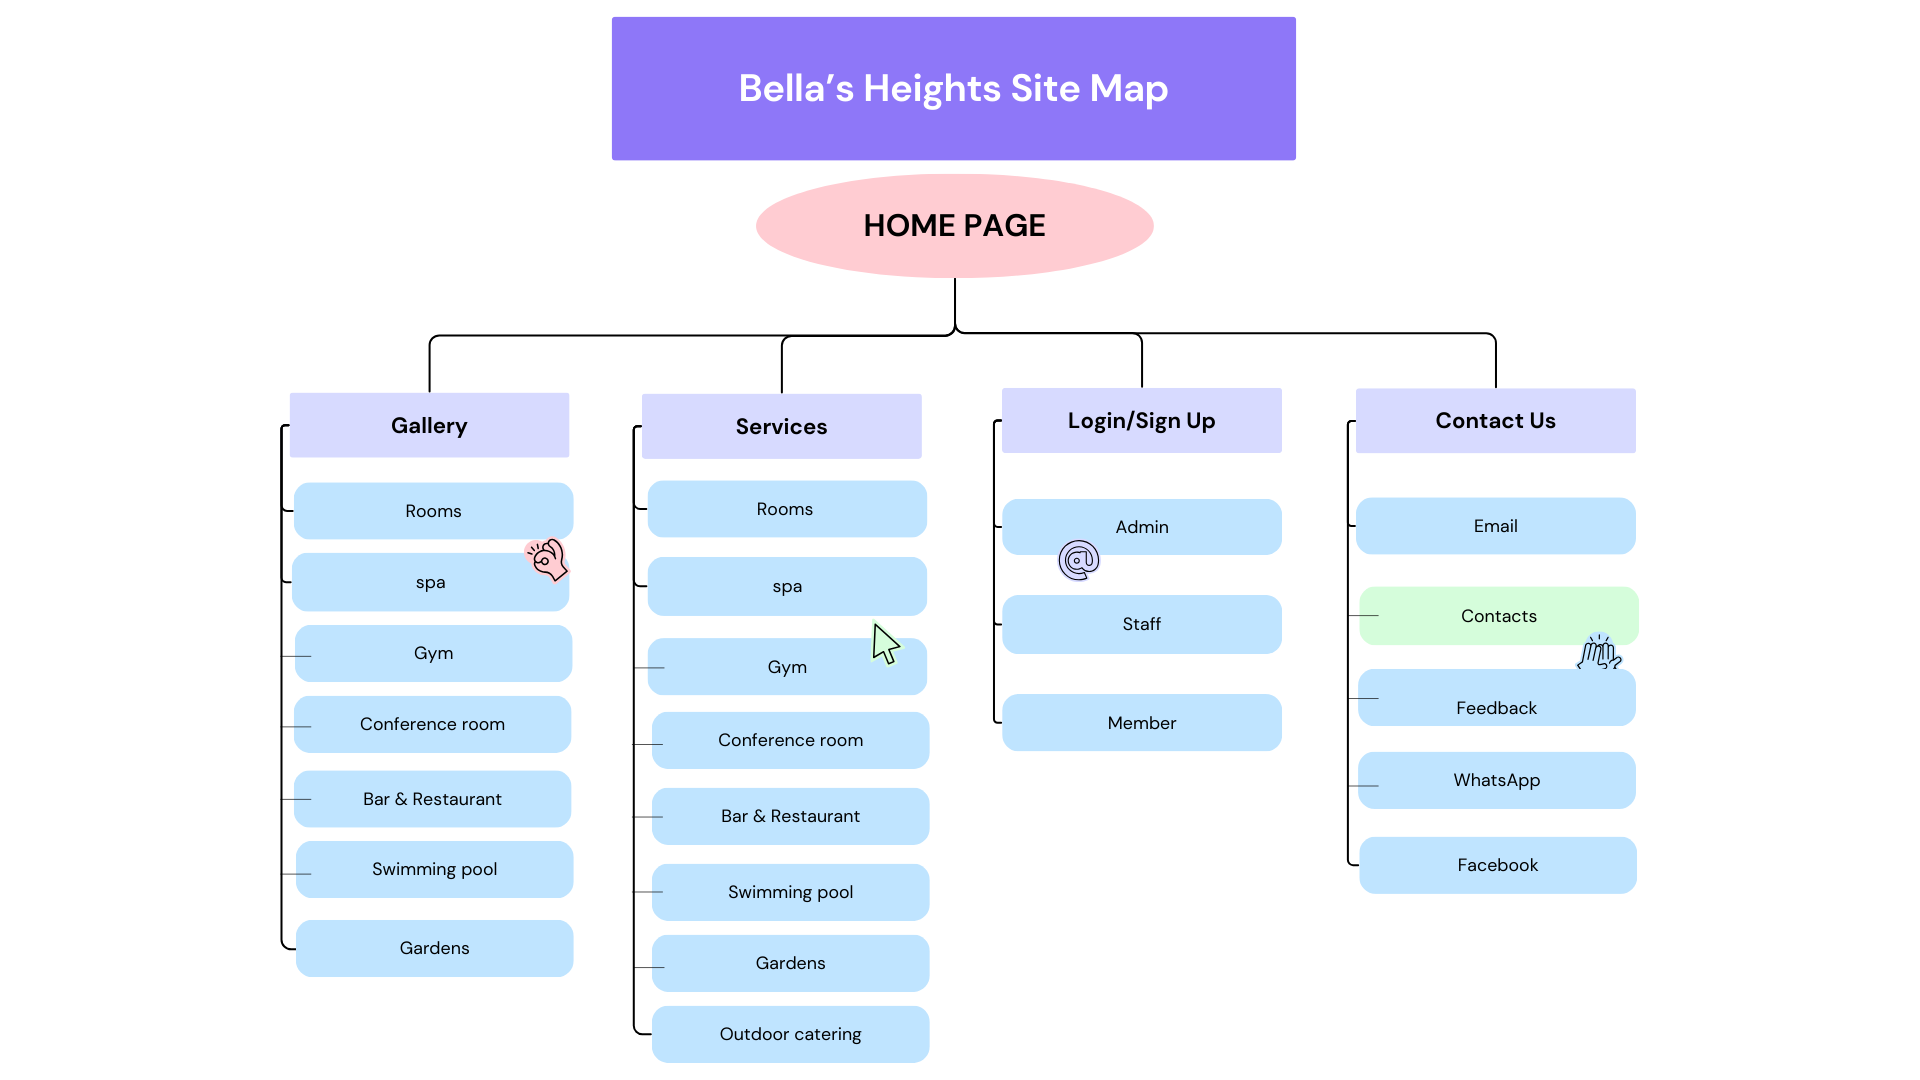 Bella’s Heights Site Map
HOME PAGE
Gallery
Rooms
spa
Gym
Conference room
Bar & Restaurant
Swimming pool
Gardens
Services
Rooms
spa
Gym
Conference room
Bar & Restaurant
Swimming pool
Gardens
Outdoor catering
Login/Sign Up
Admin
@
Staff
Member
Contact Us
Email
Contacts
Feedback
WhatsApp
Facebook